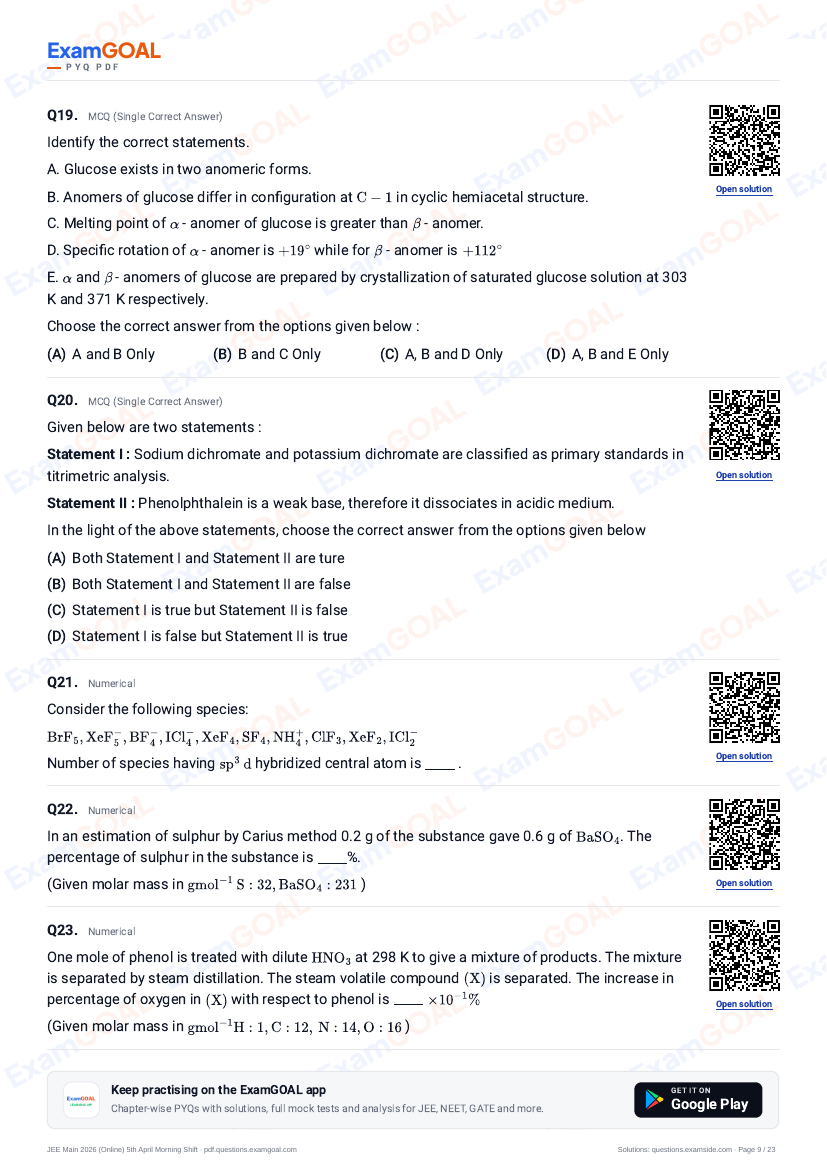 ExamGOAL
PYQ PDF
Q19. MCQ (Single Correct Answer)
Identify the correct statements.
A. Glucose exists in two anomeric forms.
B. Anomers of glucose differ in configuration at C − 1 in cyclic hemiacetal structure.
C. Melting point of α - anomer of glucose is greater than β - anomer.
D. Specific rotation of α - anomer is +19° while for β - anomer is +112°
E. α and β - anomers of glucose are prepared by crystallization of saturated glucose solution at 303
K and 371 K respectively.
Choose the correct answer from the options given below :
(A) A and B Only (B) B and C Only (C) A, B and D Only (D) A, B and E Only
Open solution
Q20. MCQ (Single Correct Answer)
Given below are two statements :
Statement I : Sodium dichromate and potassium dichromate are classified as primary standards in
titrimetric analysis.
Statement II : Phenolphthalein is a weak base, therefore it dissociates in acidic medium.
In the light of the above statements, choose the correct answer from the options given below
(A) Both Statement I and Statement II are ture
(B) Both Statement I and Statement II are false
(C) Statement I is true but Statement II is false
(D) Statement I is false but Statement II is true
Open solution
Q21. Numerical
Consider the following species:
BrF₅, XeF₅⁻, BF₄⁻, ICl₄⁻, XeF₄, SF₄, NH₄⁺, ClF₃, XeF₂, ICl₂⁻
Number of species having sp³ d hybridized central atom is ____ .
Open solution
Q22. Numerical
In an estimation of sulphur by Carius method 0.2 g of the substance gave 0.6 g of BaSO₄. The
percentage of sulphur in the substance is ____%.
(Given molar mass in gmol⁻¹ S : 32, BaSO₄ : 231 )
Open solution
Q23. Numerical
One mole of phenol is treated with dilute HNO₃ at 298 K to give a mixture of products. The mixture
is separated by steam distillation. The steam volatile compound (X) is separated. The increase in
percentage of oxygen in (X) with respect to phenol is ____ ×10⁻¹%
(Given molar mass in gmol⁻¹H : 1, C : 12, N : 14, O : 16 )
Open solution
Keep practising on the ExamGOAL app
Chapter-wise PYQs with solutions, full mock tests and analysis for JEE, NEET, GATE and more.
GET IT ON
Google Play
JEE Main 2026 (Online) 5th April Morning Shift · pdf.questions.examgoal.com
Solutions: questions.examside.com · Page 9 / 23